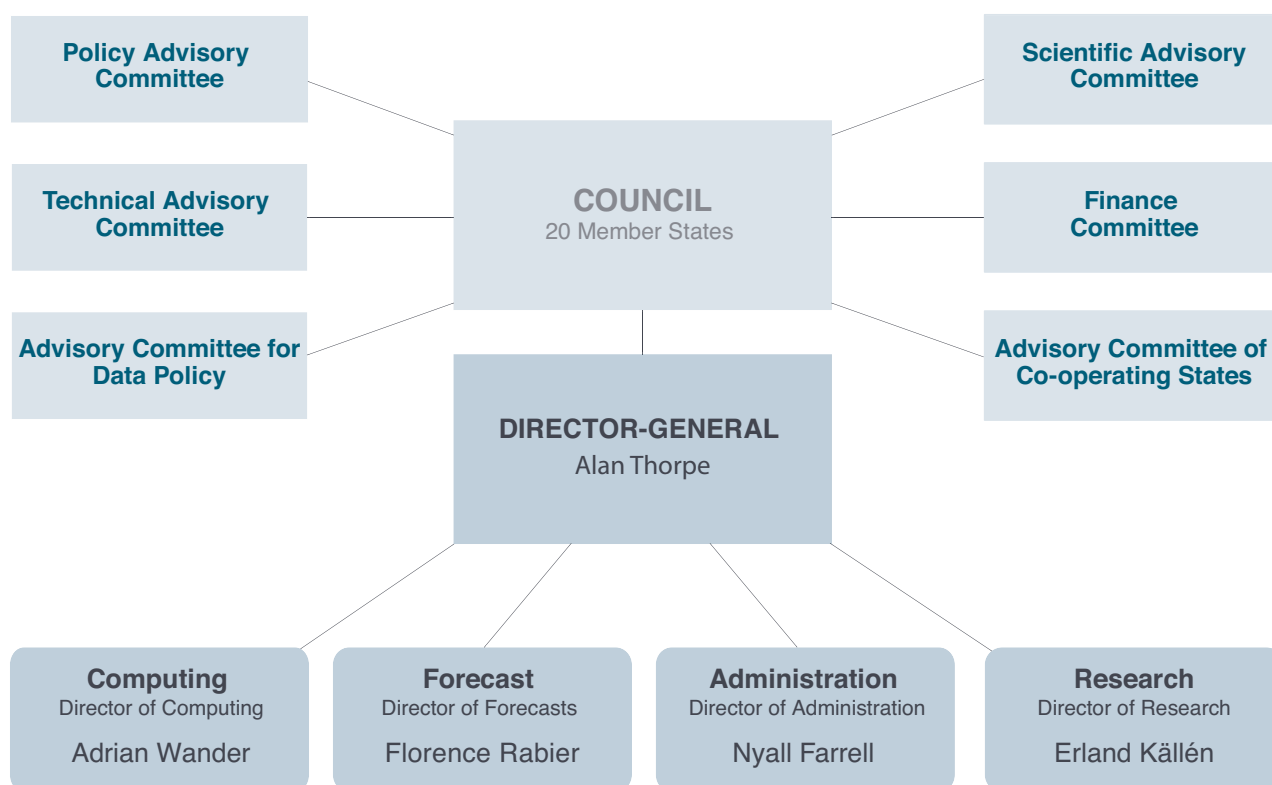 Policy Advisory
Committee
Scientific Advisory
Committee
COUNCIL
20 Member States
Technical Advisory
Committee
Finance
Committee
Advisory Committee for
Data Policy
Advisory Committee of
Co-operating States
DIRECTOR-GENERAL
Alan Thorpe
Computing
Director of Computing
Adrian Wander
Forecast
Director of Forecasts
Florence Rabier
Administration
Director of Administration
Nyall Farrell
Research
Director of Research
Erland Källén